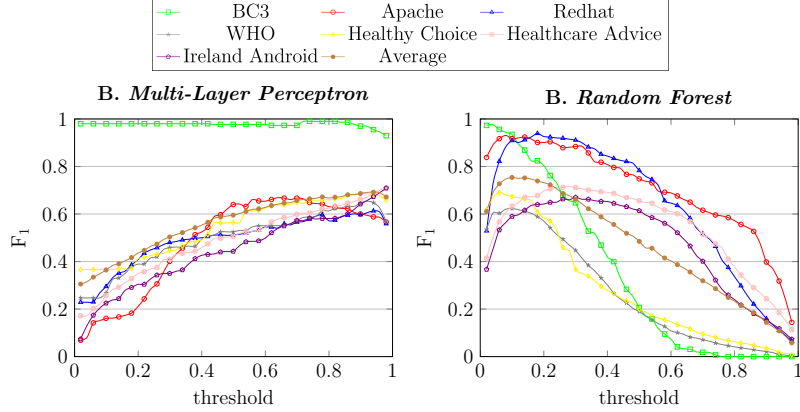 BC3 Apache Redhat
WHO Healthy Choice Healthcare Advice
Ireland Android Average
B. Multi-Layer Perceptron
1
0.8
0.6
0.4
0.2
0
0 0.2 0.4 0.6 0.8 1
F1
threshold
B. Random Forest
1
0.8
0.6
0.4
0.2
0
0 0.2 0.4 0.6 0.8 1
F1
threshold